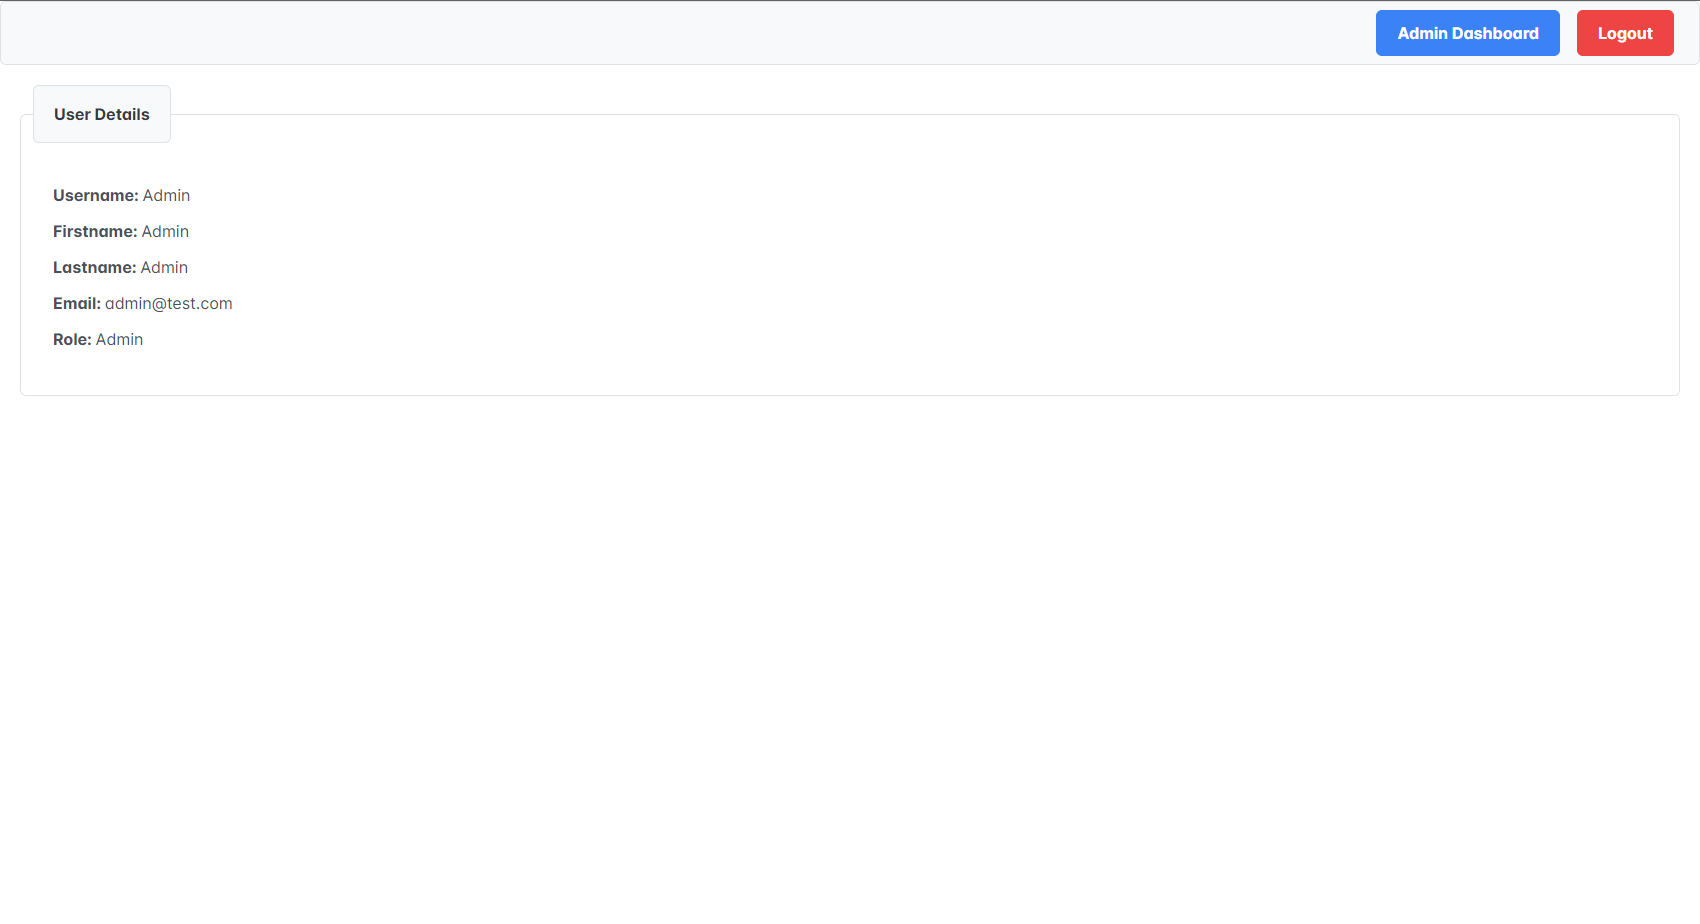 Admin Dashboard Logout
User Details
Username: Admin
Firstname: Admin
Lastname: Admin
Email: admin@test.com
Role: Admin